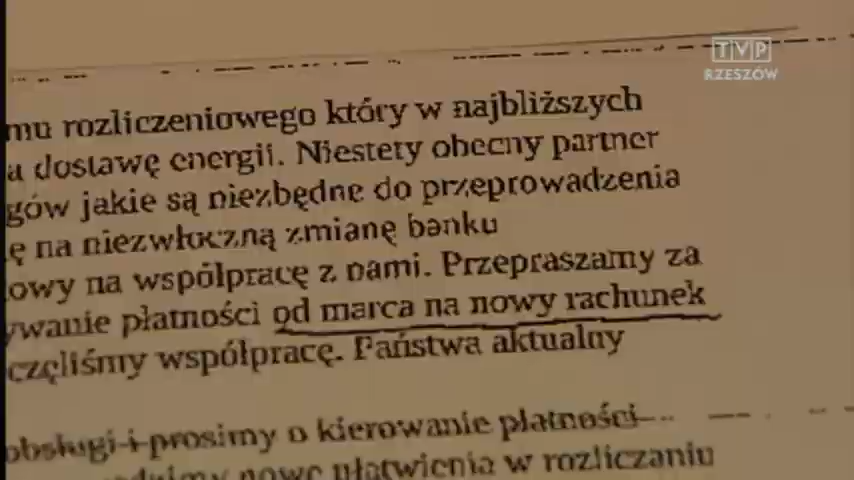 TVP
RZESZÓW
mu rozliczeniowego który w najbliższych
a dostawę energii. Niestety obecny partner
gów jakie są niezbędne do przeprowadzenia
ę na niezwłoczną zmianę banku
owy na współpracę z nami. Przepraszamy za
ywanie płatności od marca na nowy rachunek
częliśmy współpracę. Państwa aktualny
obsługi i prosimy o kierowanie płatności
nowe ułatwienia w rozliczaniu